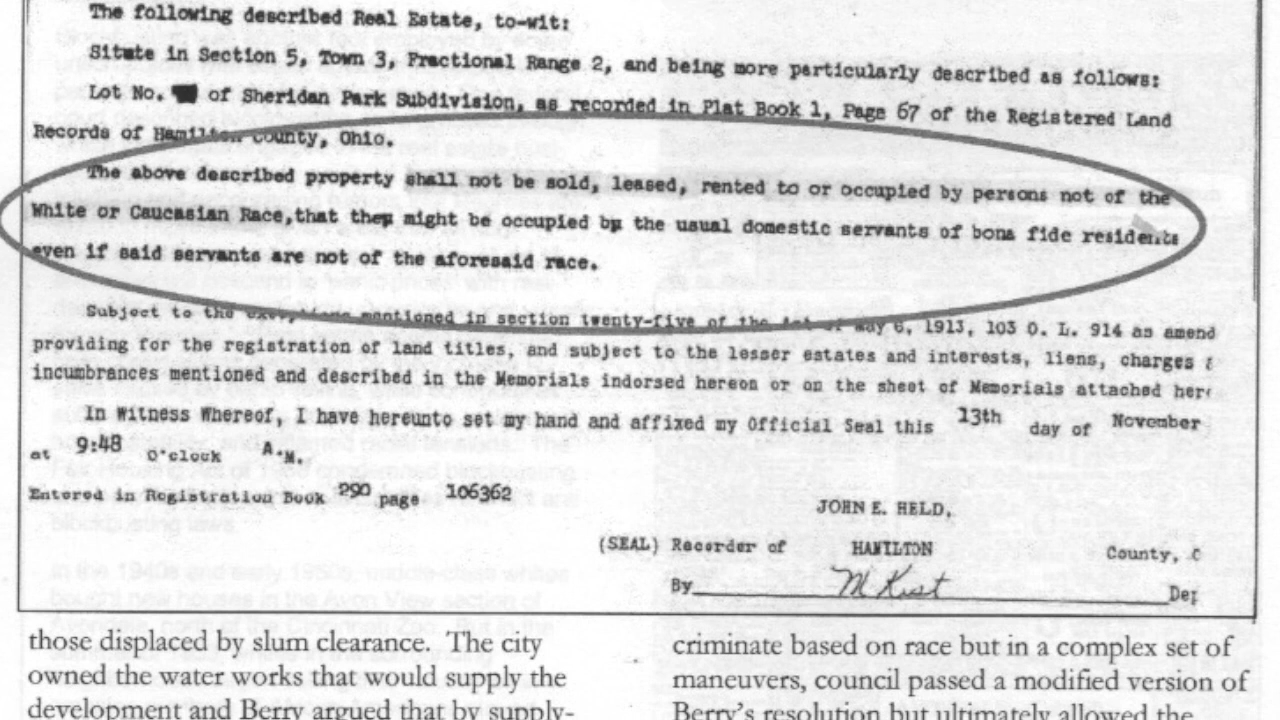 The following described Real Estate, to-wit:
Situate in Section 5, Town 3, Fractional Range 2, and being more particularly described as follows:
Lot No. of Sheridan Park Subdivision, as recorded in Plat Book 1, Page 67 of the Registered Land
Records of Hamilton County, Ohio.
The above described property shall not be sold, leased, rented to or occupied by persons not of the
White or Caucasian Race, that they might be occupied by the usual domestic servants of bona fide residents
even if said servants are not of the aforesaid race.
Subject to the exceptions mentioned in section twenty-five of the Act of May 6, 1913, 103 O. L. 914 as amend
providing for the registration of land titles, and subject to the lesser estates and interests, liens, charges
incumbrances mentioned and described in the Memorials indorsed hereon or on the sheet of Memorials attached her
In Witness Whereof, I have hereunto set my hand and affixed my Official Seal this 13th day of November
at 9:48 O'clock A.M.,
Entered in Registration Book 290 page 106362
JOHN E. HELD,
(SEAL) Recorder of HAMILTON County, O
By M Kist Dep
those displaced by slum clearance. The city
owned the water works that would supply the
development and Berry argued that by supply-
criminate based on race but in a complex set of
maneuvers, council passed a modified version of
Berry's resolution but ultimately allowed the